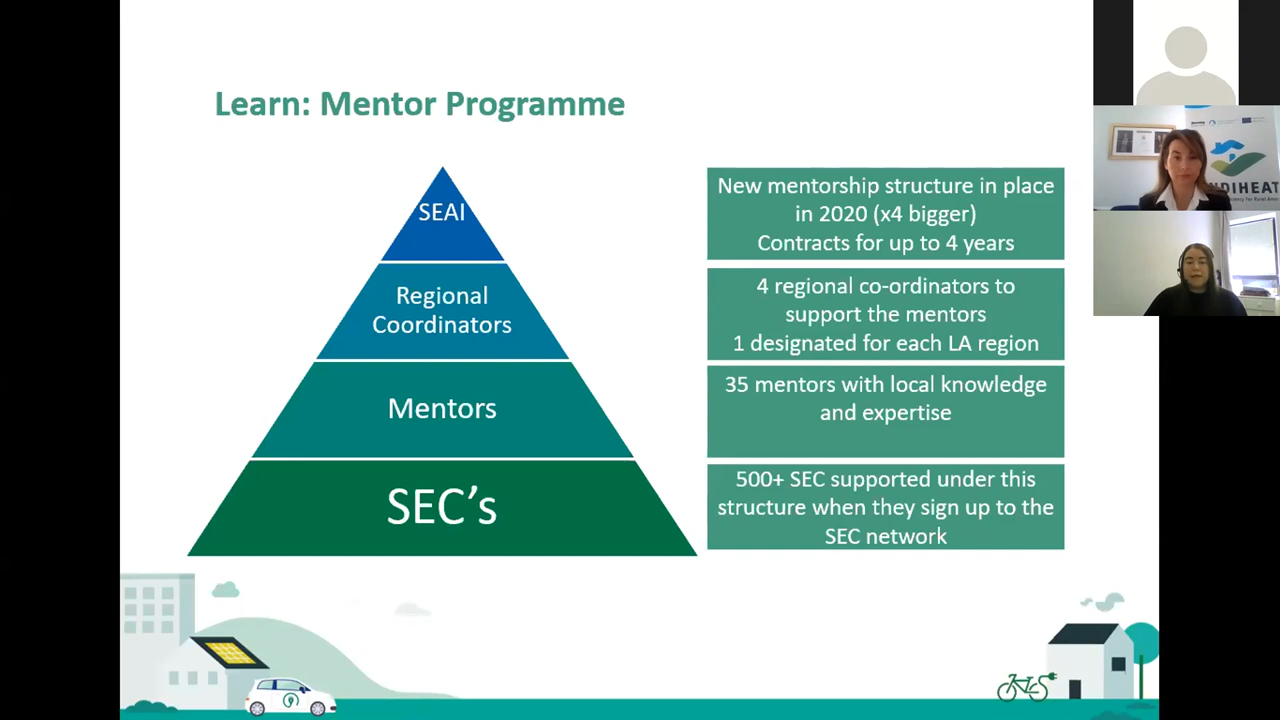 Learn: Mentor Programme
SEAI
Regional
Coordinators
Mentors
SEC’s
New mentorship structure in place
in 2020 (x4 bigger)
Contracts for up to 4 years
4 regional co-ordinators to
support the mentors
1 designated for each LA region
35 mentors with local knowledge
and expertise
500+ SEC supported under this
structure when they sign up to the
SEC network
NDIHEAT